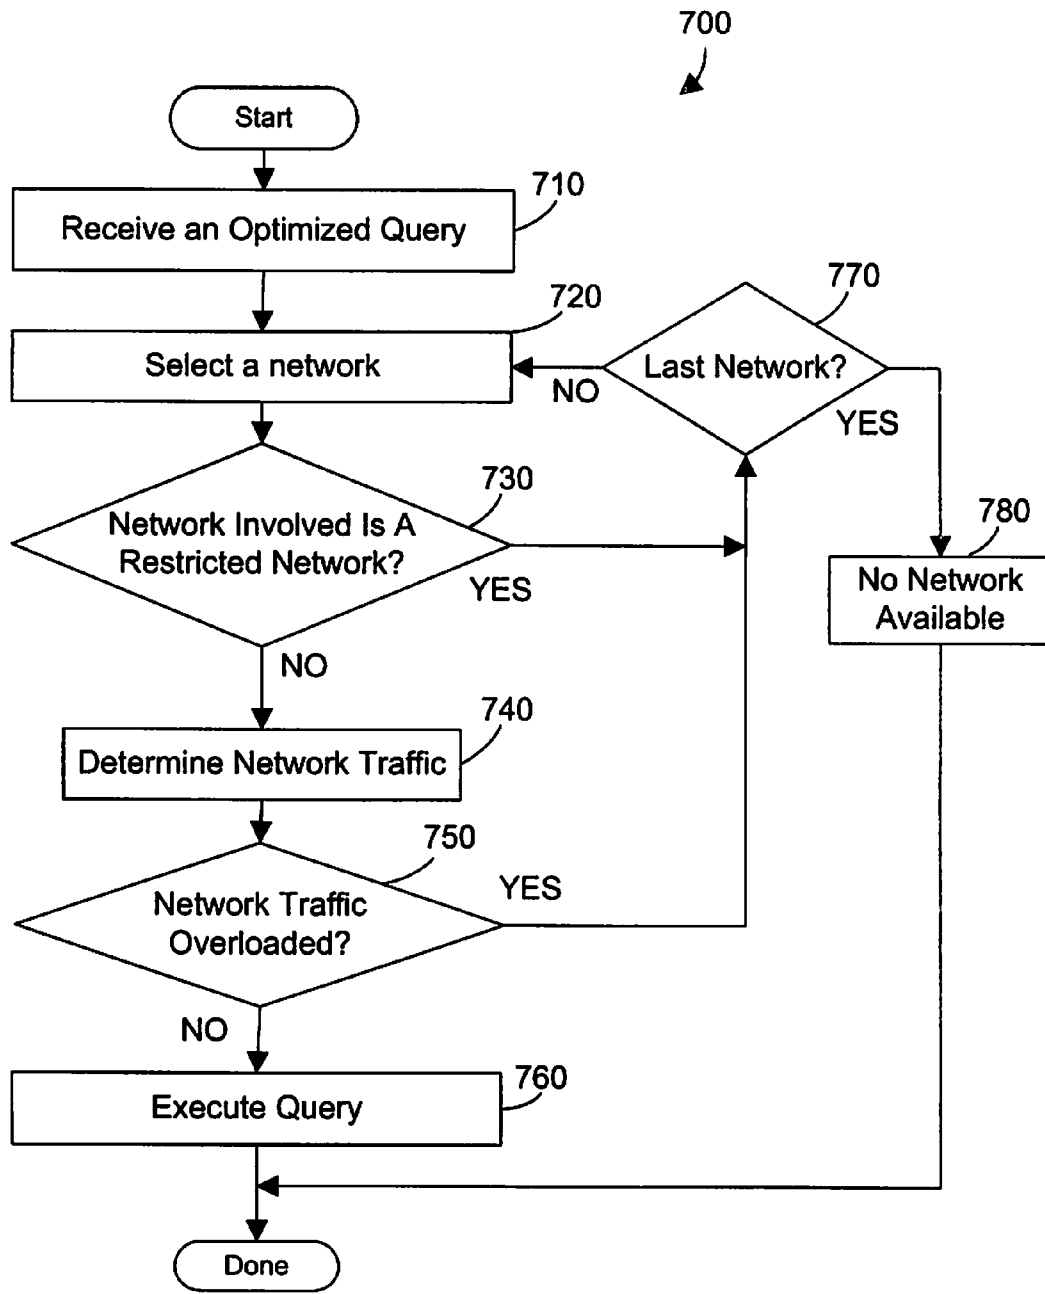 700
Start
710
Receive an Optimized Query
720
Select a network
770
Last Network?
NO
YES
730
Network Involved Is A
Restricted Network?
YES
NO
780
No Network
Available
740
Determine Network Traffic
750
Network Traffic
Overloaded?
YES
NO
760
Execute Query
Done